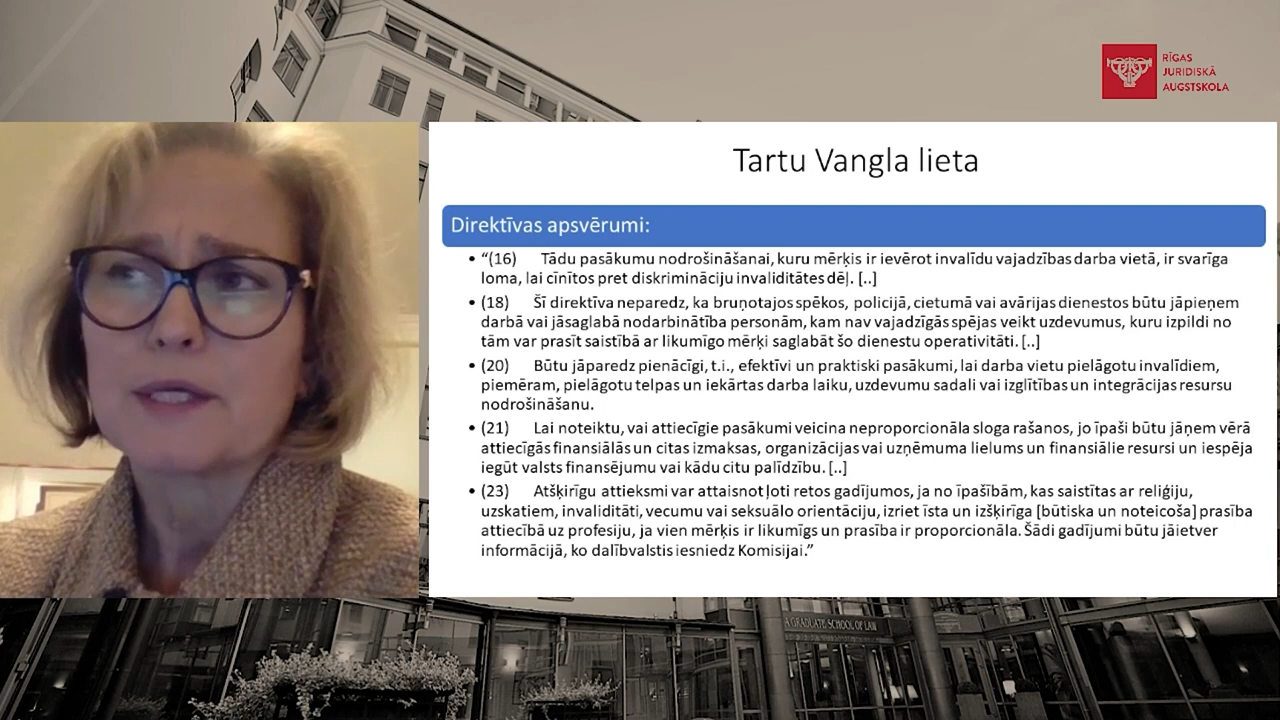 RĪGAS
JURIDISKĀ
AUGSTSKOLA
Tartu Vangla lieta
Direktīvas apsvērumi:
• “(16) Tādu pasākumu nodrošināšanai, kuru mērķis ir ievērot invalīdu vajadzības darba vietā, ir svarīga
loma, lai cīnītos pret diskrimināciju invaliditātes dēļ. [..]
• (18) Šī direktīva neparedz, ka bruņotajos spēkos, policijā, cietumā vai avārijas dienestos būtu jāpieņem
darbā vai jāsaglabā nodarbinātība personām, kam nav vajadzīgās spējas veikt uzdevumus, kuru izpildi no
tām var prasīt saistībā ar likumīgo mērķi saglabāt šo dienestu operativitāti. [..]
• (20) Būtu jāparedz pienācīgi, t.i., efektīvi un praktiski pasākumi, lai darba vietu pielāgotu invalīdiem,
piemēram, pielāgotu telpas un iekārtas darba laiku, uzdevumu sadali vai izglītības un integrācijas resursu
nodrošināšanu.
• (21) Lai noteiktu, vai attiecīgie pasākumi veicina neproporcionāla sloga rašanos, jo īpaši būtu jāņem vērā
attiecīgās finansiālās un citas izmaksas, organizācijas vai uzņēmuma lielums un finansiālie resursi un iespēja
iegūt valsts finansējumu vai kādu citu palīdzību. [..]
• (23) Atšķirīgu attieksmi var attaisnot ļoti retos gadījumos, ja no īpašībām, kas saistītas ar reliģiju,
uzskatiem, invaliditāti, vecumu vai seksuālo orientāciju, izriet īsta un izšķirīga [būtiska un noteicoša] prasība
attiecībā uz profesiju, ja vien mērķis ir likumīgs un prasība ir proporcionāla. Šādi gadījumi būtu jāietver
informācijā, ko dalībvalstis iesniedz Komisijai.”
A GRADUATE SCHOOL OF LAW